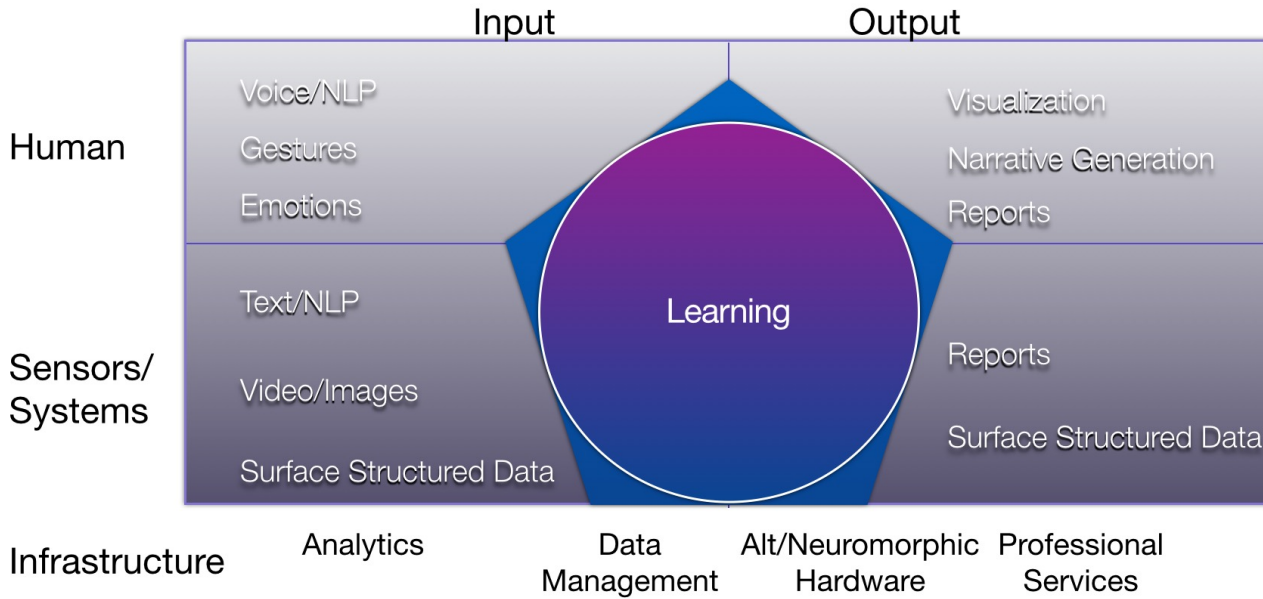 Input
Output
Human
Voice/NLP
Gestures
Emotions
Visualization
Narrative Generation
Reports
Learning
Sensors/
Systems
Text/NLP
Video/Images
Surface Structured Data
Reports
Surface Structured Data
Infrastructure
Analytics
Data
Management
Alt/Neuromorphic
Hardware
Professional
Services